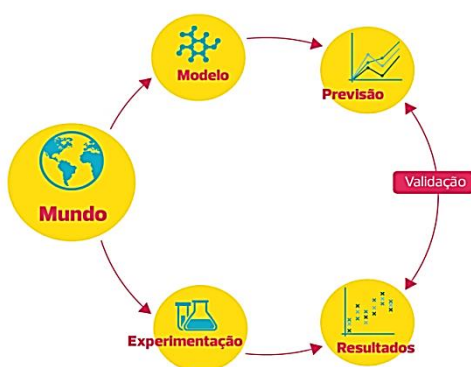 Modelo
Previsão
Mundo
Validação
Experimentação
Resultados